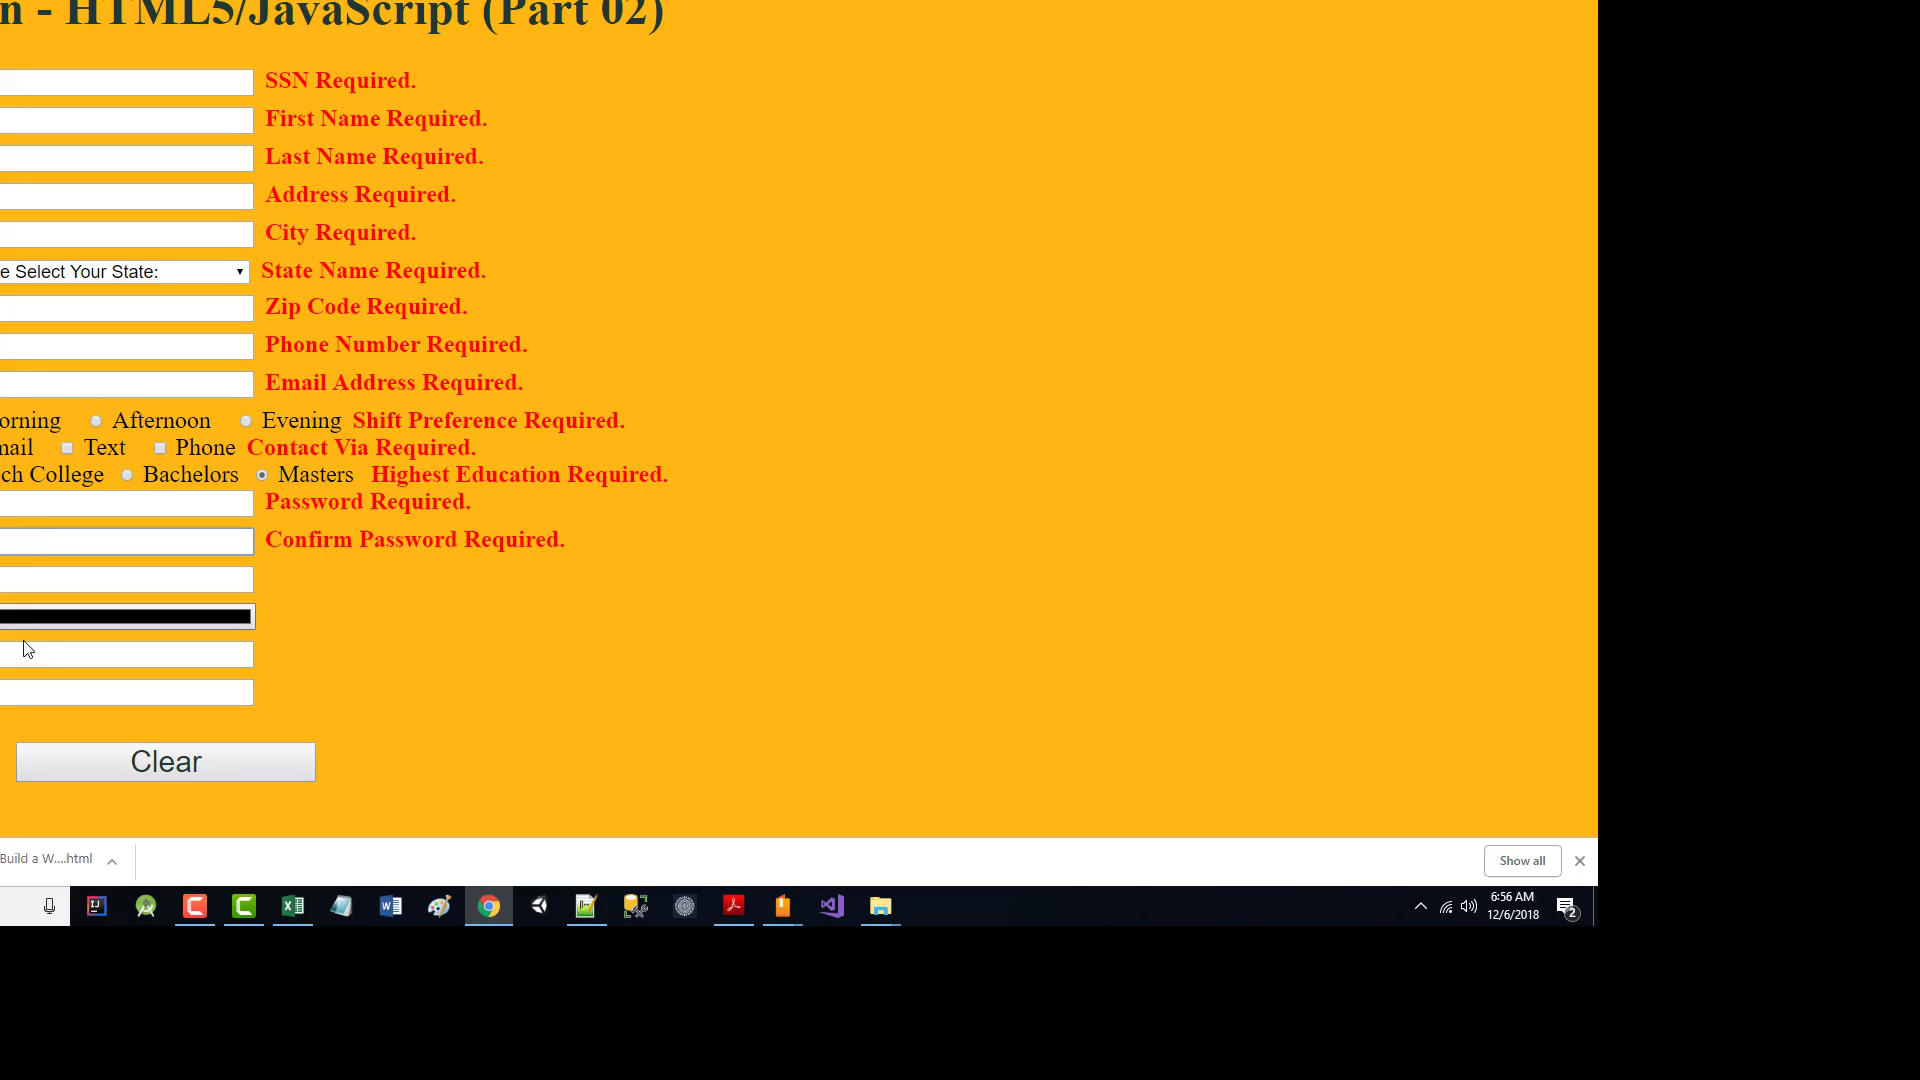 n - HTML5/JavaScript (Part 02)
SSN Required.
First Name Required.
Last Name Required.
Address Required.
City Required.
e Select Your State: State Name Required.
Zip Code Required.
Phone Number Required.
Email Address Required.
orning Afternoon Evening Shift Preference Required.
mail Text Phone Contact Via Required.
ch College Bachelors Masters Highest Education Required.
Password Required.
Confirm Password Required.
Clear
Build a W....html Show all
6:56 AM
12/6/2018
2